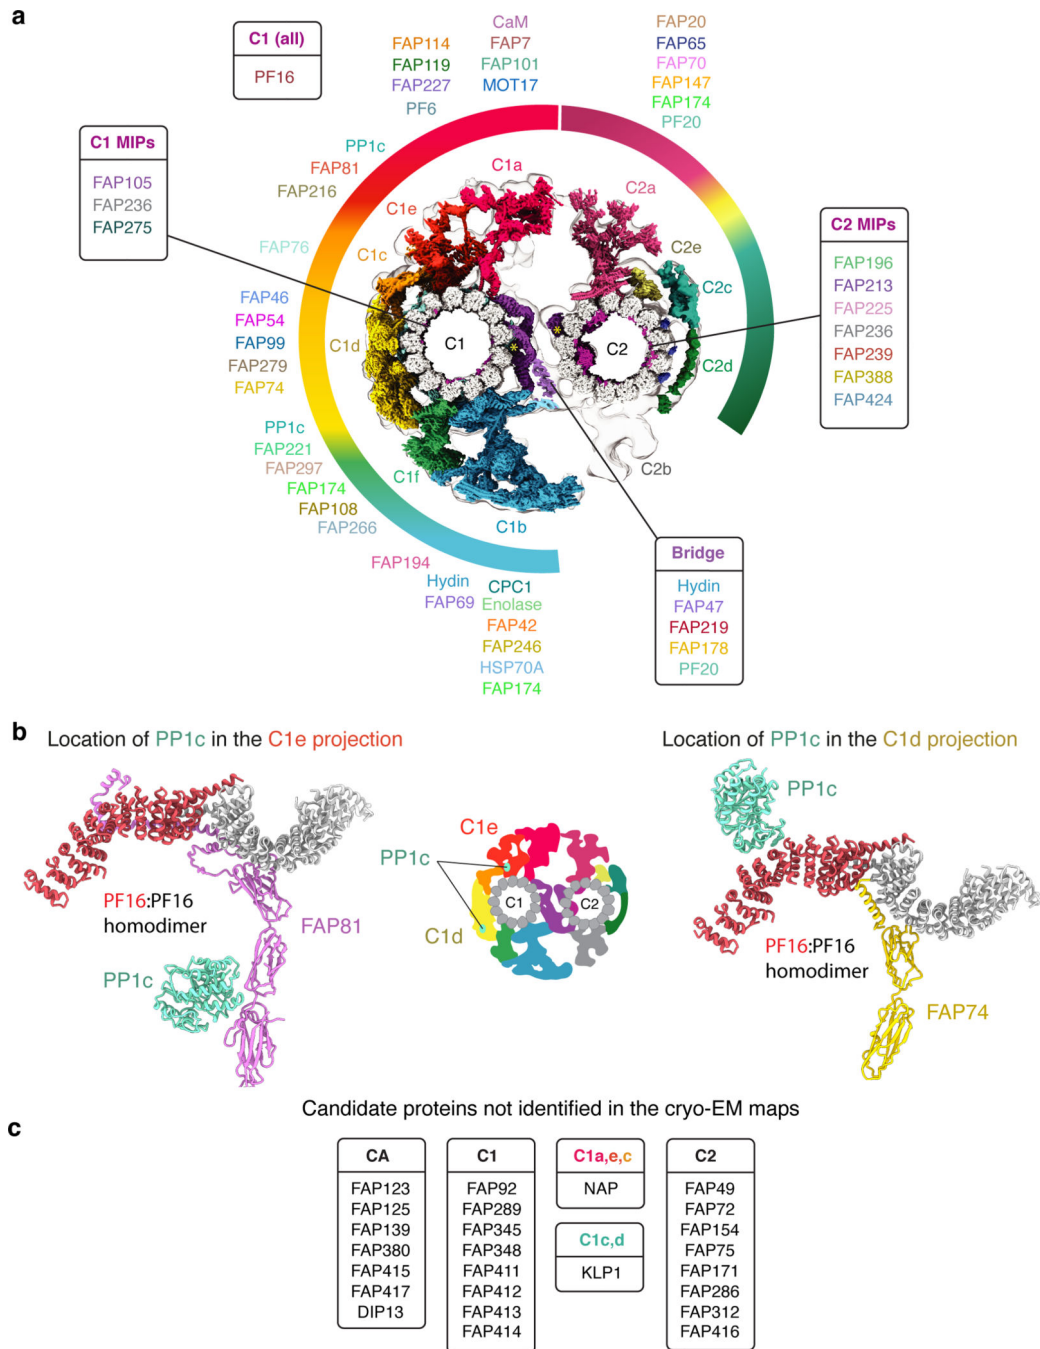 a
C1 (all)
PF16
CaM
FAP114
FAP7
FAP119
FAP101
FAP227
MOT17
PF6
FAP20
FAP65
FAP70
FAP147
FAP174
PF20
C1 MIPs
FAP105
FAP236
FAP275
PP1c
FAP81
FAP216
FAP76
FAP46
FAP54
FAP99
FAP279
FAP74
PP1c
FAP221
FAP297
FAP174
FAP108
FAP266
FAP194
Hydin
FAP69
CPC1
Enolase
FAP42
FAP246
HSP70A
FAP174
C1a
C1e
C1c
C1d
C1f
C1b
C1
C2
*
*
C2a
C2e
C2c
C2d
C2b
C2 MIPs
FAP196
FAP213
FAP225
FAP236
FAP239
FAP388
FAP424
Bridge
Hydin
FAP47
FAP219
FAP178
PF20
b
Location of PP1c in the C1e projection
PF16:PF16
homodimer
FAP81
PP1c
C1e
PP1c
C1d
C1
C2
Location of PP1c in the C1d projection
PP1c
PF16:PF16
homodimer
FAP74
c
Candidate proteins not identified in the cryo-EM maps
CA
FAP123
FAP125
FAP139
FAP380
FAP415
FAP417
DIP13
C1
FAP92
FAP289
FAP345
FAP348
FAP411
FAP412
FAP413
FAP414
C1a,e,c
NAP
C1c,d
KLP1
C2
FAP49
FAP72
FAP154
FAP75
FAP171
FAP286
FAP312
FAP416